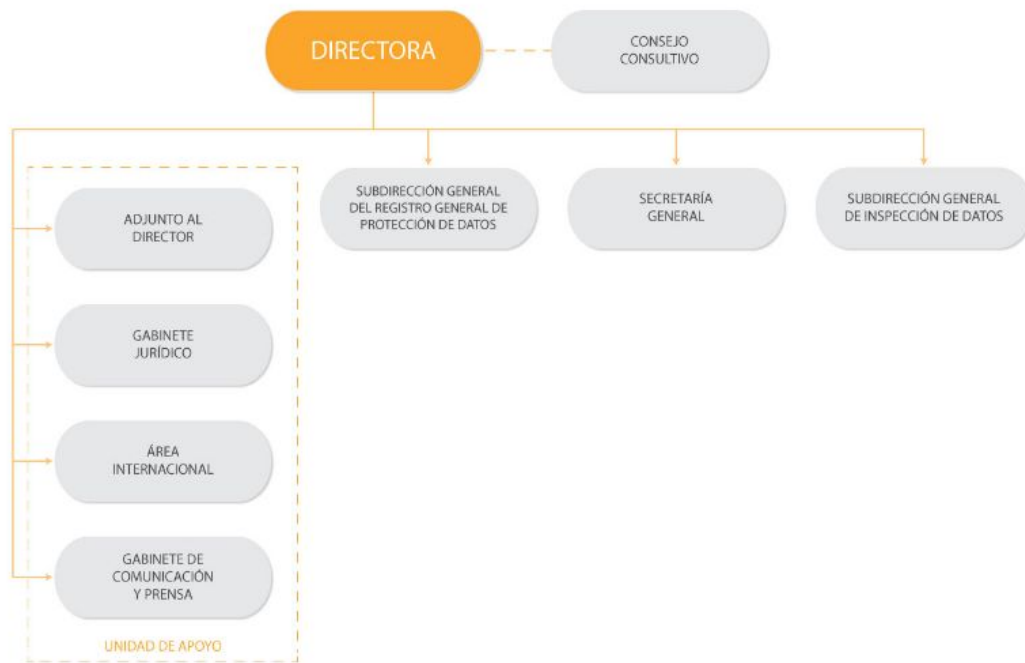 DIRECTORA
CONSEJO
CONSULTIVO
SUBDIRECCIÓN GENERAL
DEL REGISTRO GENERAL DE
PROTECCIÓN DE DATOS
SECRETARÍA
GENERAL
SUBDIRECCIÓN GENERAL
DE INSPECCIÓN DE DATOS
ADJUNTO AL
DIRECTOR
GABINETE
JURÍDICO
ÁREA
INTERNACIONAL
GABINETE DE
COMUNICACIÓN
Y PRENSA
UNIDAD DE APOYO